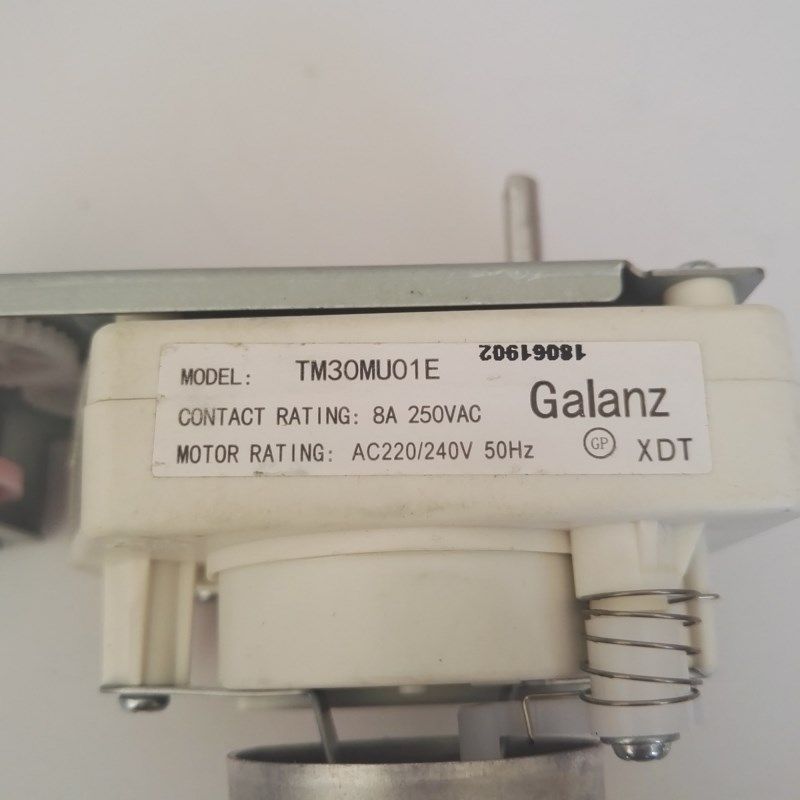 18061902
MODEL: TM30MU01E
CONTACT RATING: 8A 250VAC
Galanz
MOTOR RATING: AC220/240V 50Hz
GP XDT